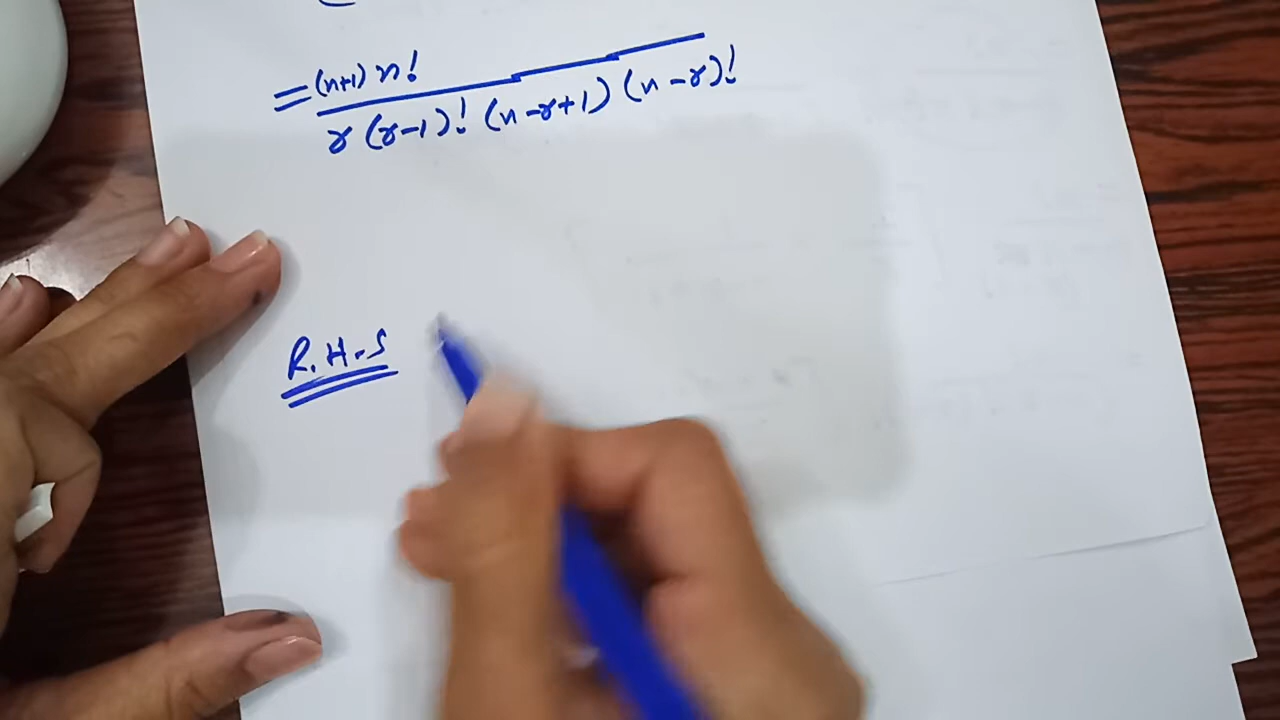 = (n+1) n!
r (r-1)! (n-r+1) (n-r)!
R.H.S